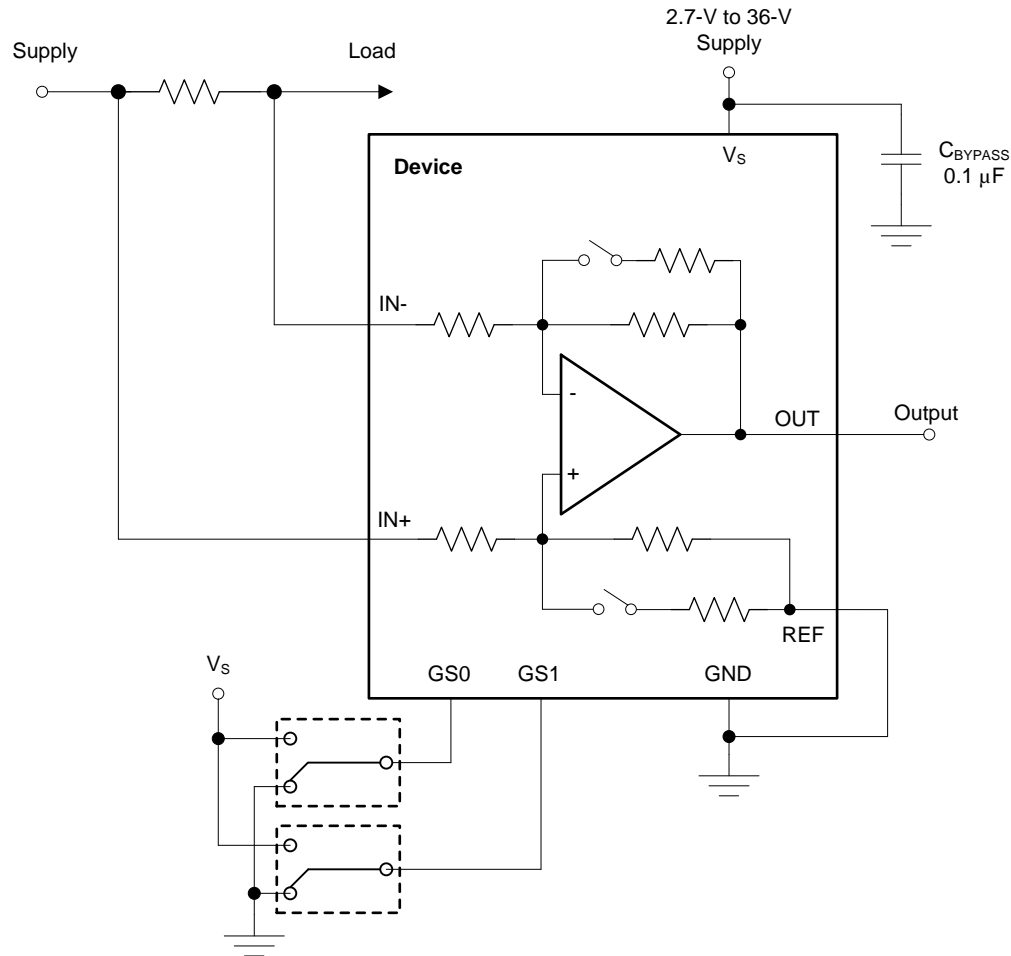 2.7-V to 36-V
Supply
Supply
Load
Device
VS
CBYPASS
0.1 μF
IN-
-
OUT
Output
+
IN+
REF
VS
GS0
GS1
GND